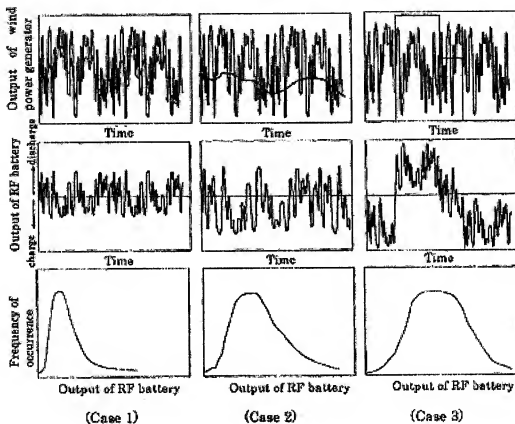 Output of wind
power generator
Time
Time
Time
Output of RF battery
charge
discharge
Time
Time
Time
Frequency of
occurrence
Output of RF battery
Output of RF battery
Output of RF battery
(Case 1)
(Case 2)
(Case 3)